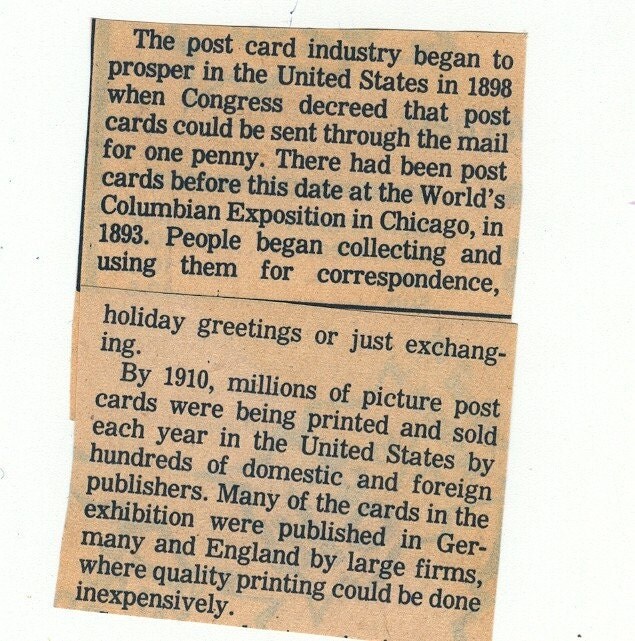 The post card industry began to
prosper in the United States in 1898
when Congress decreed that post
cards could be sent through the mail
for one penny. There had been post
cards before this date at the World's
Columbian Exposition in Chicago, in
1893. People began collecting and
using them for correspondence,
holiday greetings or just exchang-
ing.
By 1910, millions of picture post
cards were being printed and sold
each year in the United States by
hundreds of domestic and foreign
publishers. Many of the cards in the
exhibition were published in Ger-
many and England by large firms,
where quality printing could be done
inexpensively.